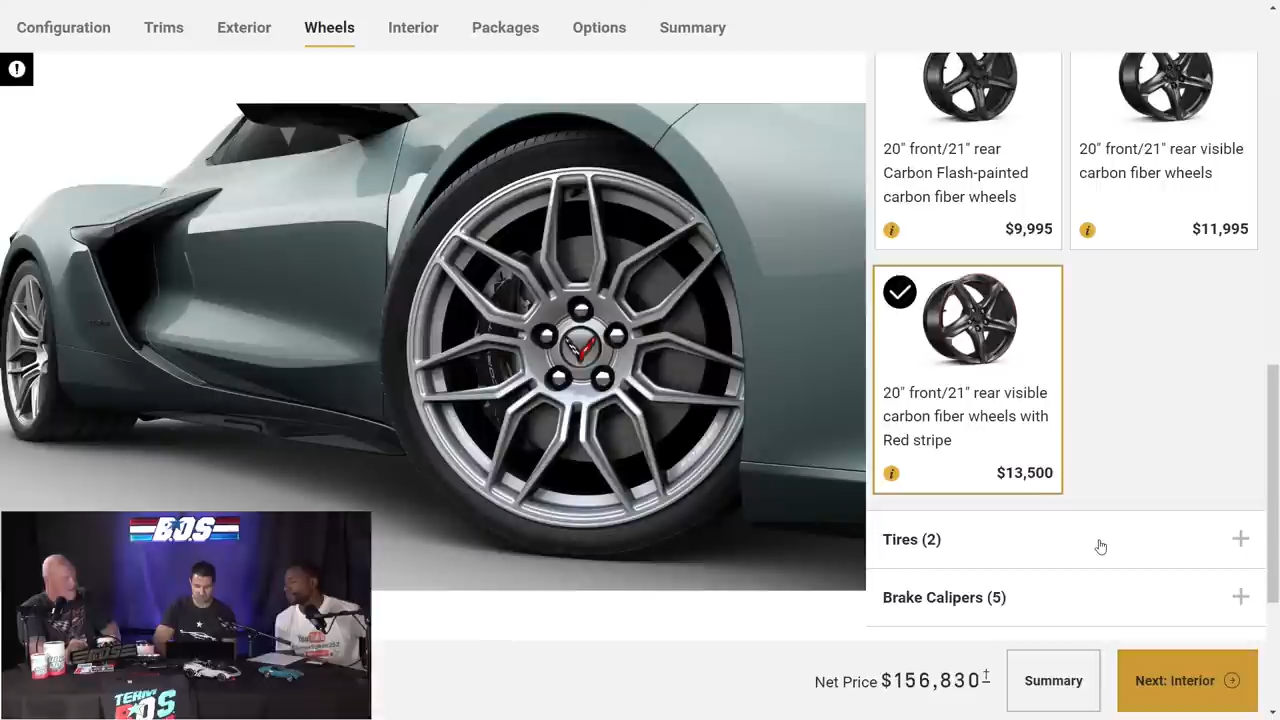 Configuration
Trims
Exterior
Wheels
Interior
Packages
Options
Summary
20" front/21" rear
Carbon Flash-painted
carbon fiber wheels
$9,995
20" front/21" rear visible
carbon fiber wheels
$11,995
20" front/21" rear visible
carbon fiber wheels with
Red stripe
$13,500
Tires (2)
Brake Calipers (5)
Net Price $156,830†
Summary
Next: Interior
B.O.S
TEAM
BOS